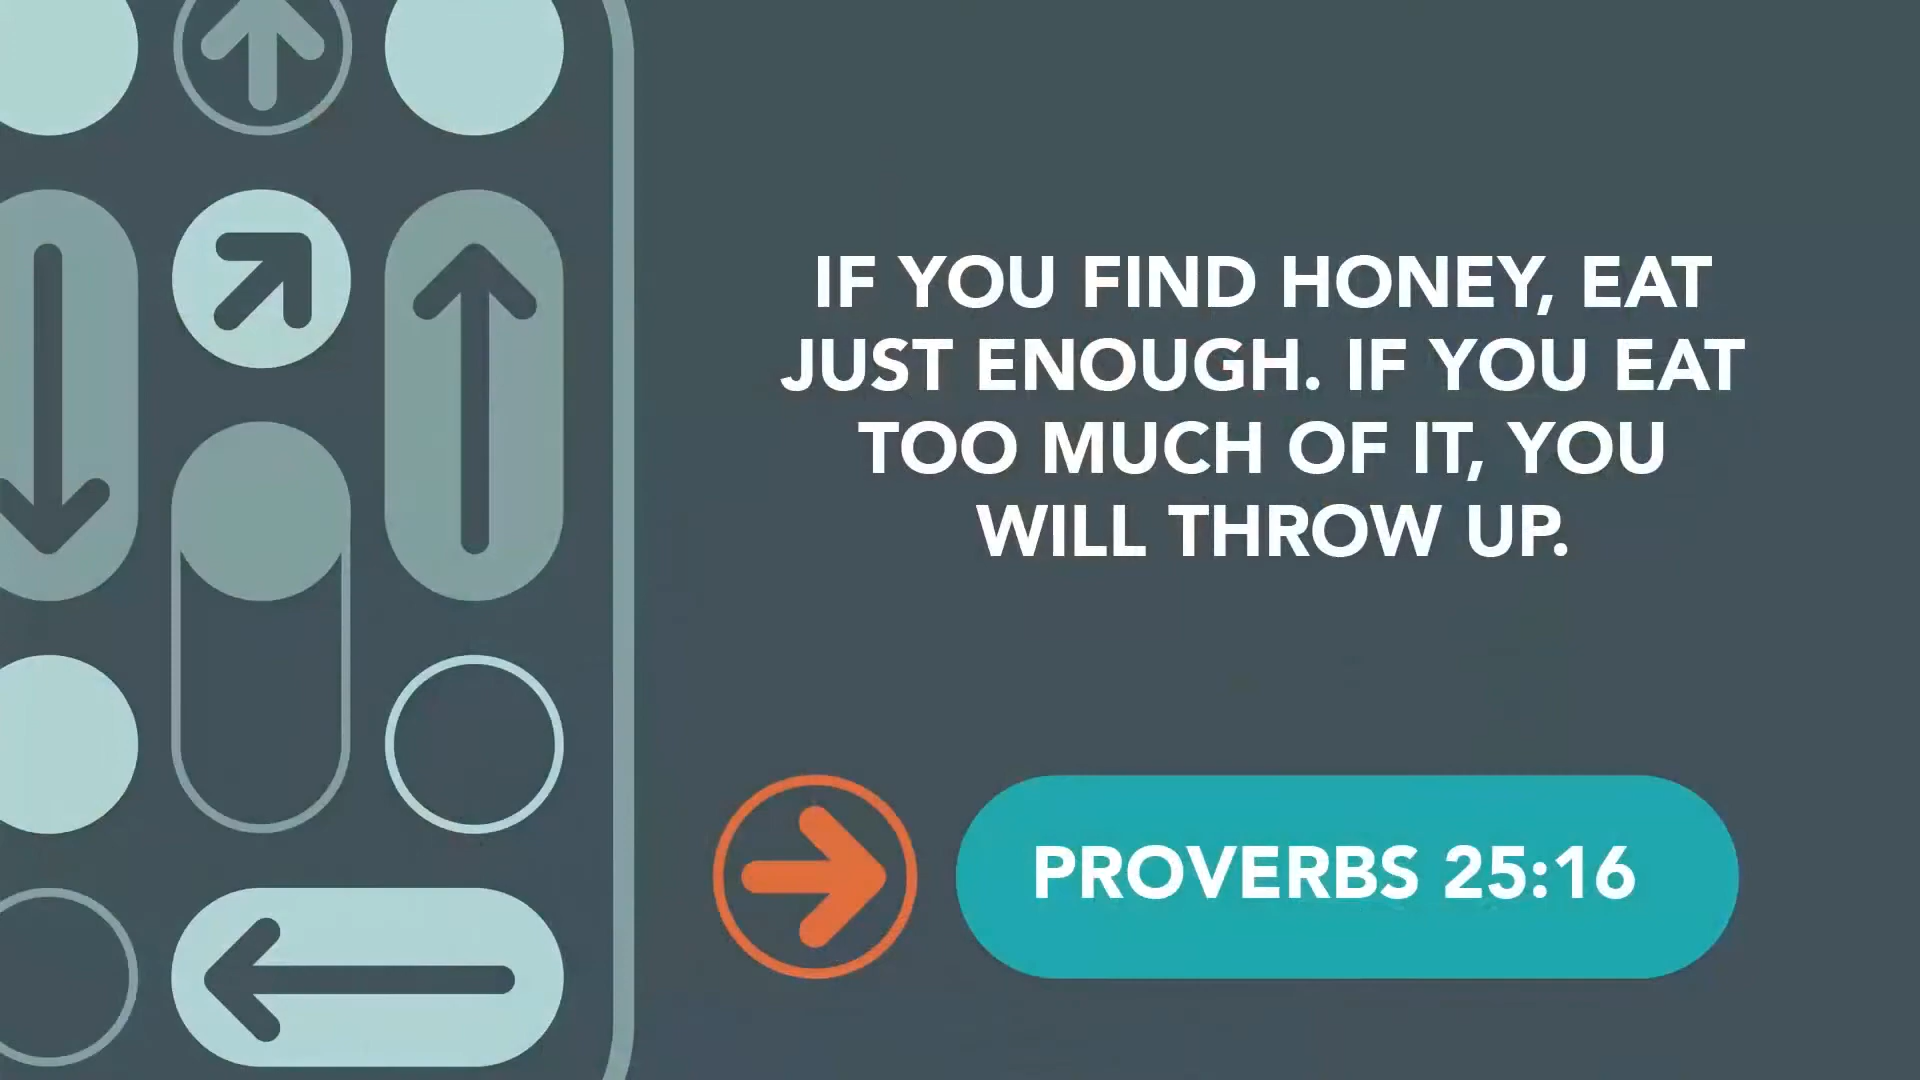 IF YOU FIND HONEY, EAT
JUST ENOUGH. IF YOU EAT
TOO MUCH OF IT, YOU
WILL THROW UP.
PROVERBS 25:16